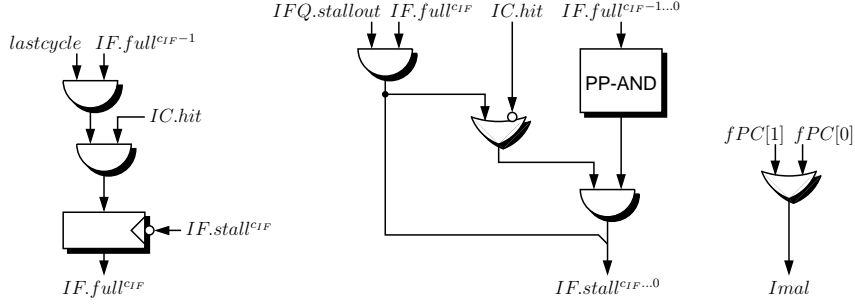 IFQ.stallout IF.full^{c_{IF}} IC.hit IF.full^{c_{IF}-1...0}
lastcycle IF.full^{c_{IF}-1}
PP-AND
IC.hit
fPC[1] fPC[0]
IF.stall^{c_{IF}}
IF.full^{c_{IF}} IF.stall^{c_{IF}...0} Imal